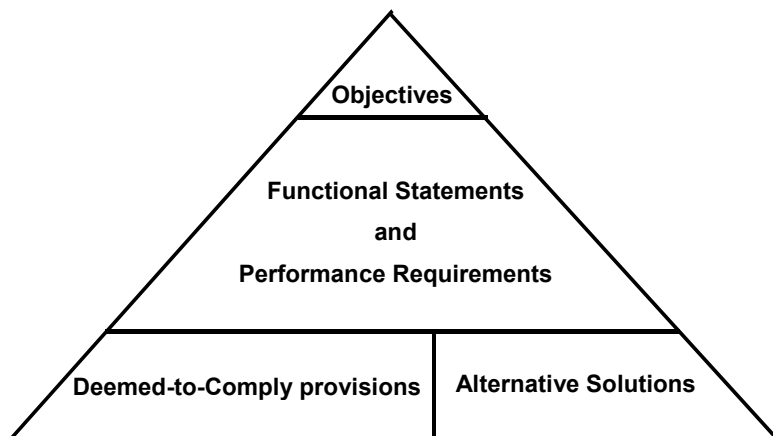 Objectives
Functional Statements
and
Performance Requirements
Deemed-to-Comply provisions
Alternative Solutions